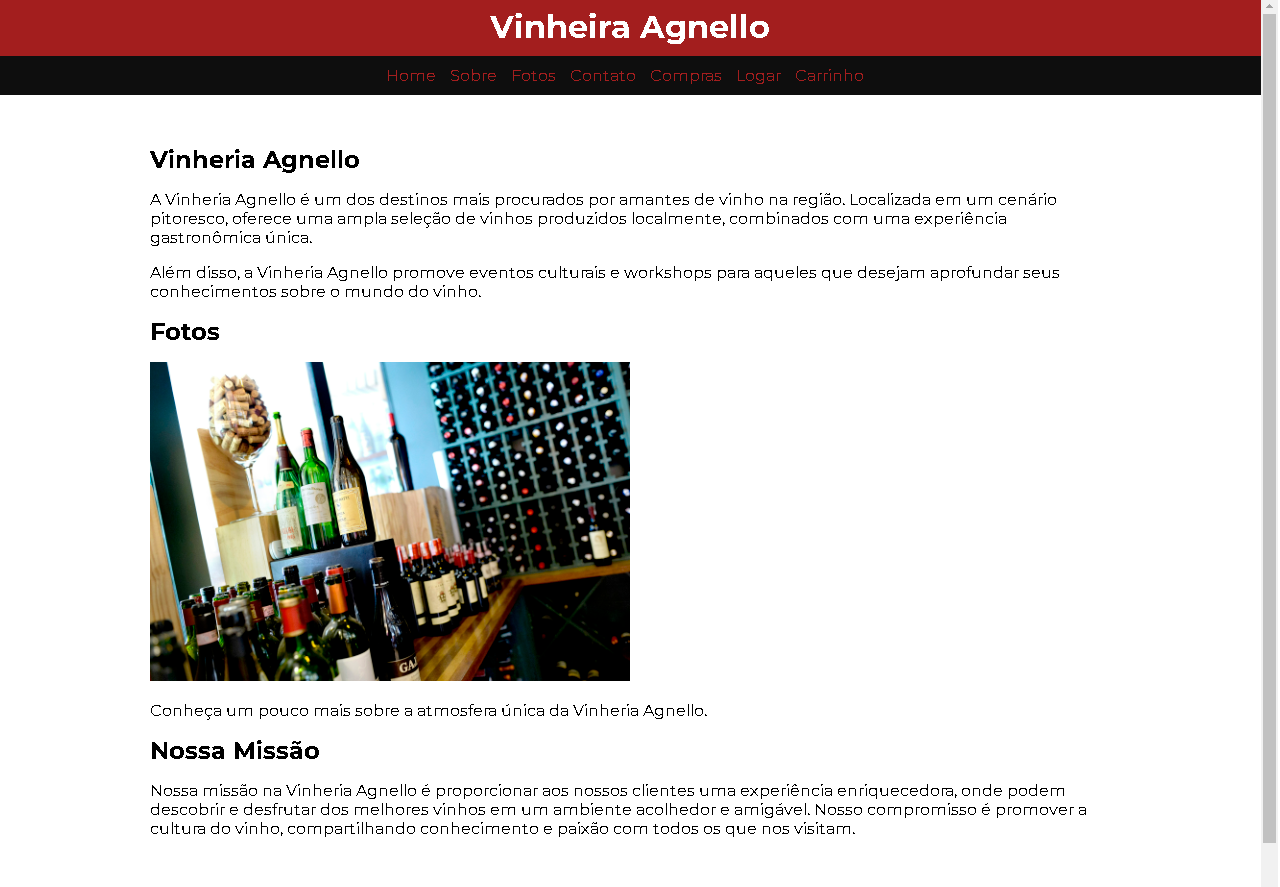 Vinheira Agnello
Home Sobre Fotos Contato Compras Logar Carrinho
Vinheria Agnello
A Vinheria Agnello é um dos destinos mais procurados por amantes de vinho na região. Localizada em um cenário
pitoresco, oferece uma ampla seleção de vinhos produzidos localmente, combinados com uma experiência
gastronômica única.
Além disso, a Vinheria Agnello promove eventos culturais e workshops para aqueles que desejam aprofundar seus
conhecimentos sobre o mundo do vinho.
Fotos
Conheça um pouco mais sobre a atmosfera única da Vinheria Agnello.
Nossa Missão
Nossa missão na Vinheria Agnello é proporcionar aos nossos clientes uma experiência enriquecedora, onde podem
descobrir e desfrutar dos melhores vinhos em um ambiente acolhedor e amigável. Nosso compromisso é promover a
cultura do vinho, compartilhando conhecimento e paixão com todos os que nos visitam.